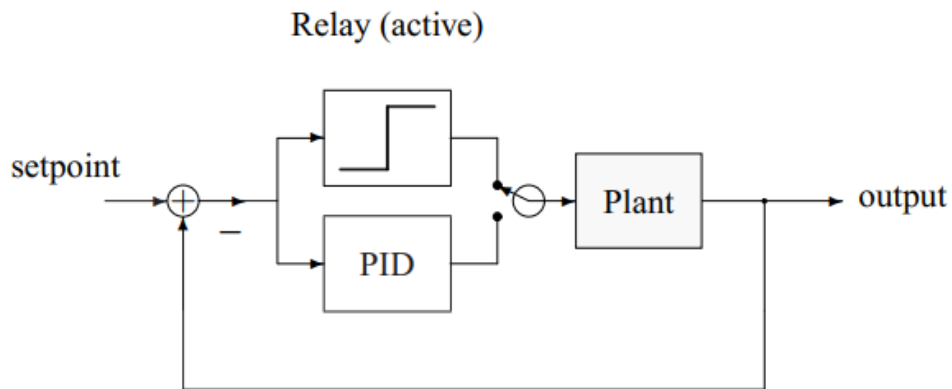 Relay (active)
setpoint
+
−
PID
Plant
output